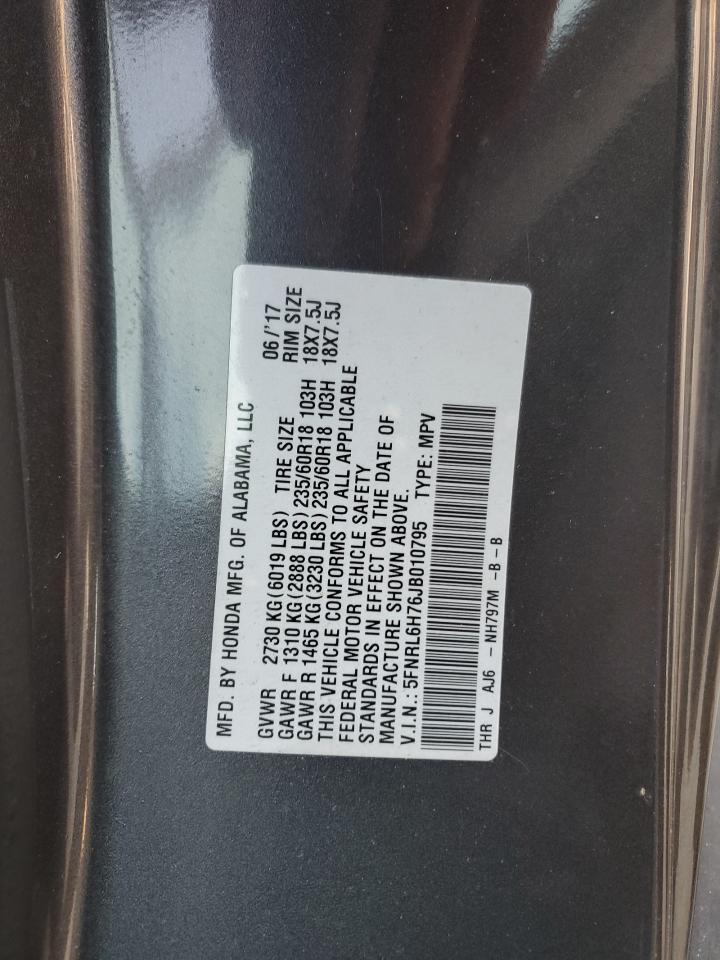 MFD. BY HONDA MFG. OF ALABAMA, LLC
06/'17
GVWR 2730 KG(6019 LBS) TIRE SIZE RIM SIZE
GAWR F 1310 KG(2888 LBS) 235/60R18 103H 18X7.5J
GAWR R 1465 KG(3230 LBS) 235/60R18 103H 18X7.5J
THIS VEHICLE CONFORMS TO ALL APPLICABLE
FEDERAL MOTOR VEHICLE SAFETY
STANDARDS IN EFFECT ON THE DATE OF
MANUFACTURE SHOWN ABOVE.
V.I.N.: 5FNRL6H76JB010795 TYPE: MPV
THR J AJ6 - NH797M -B - B